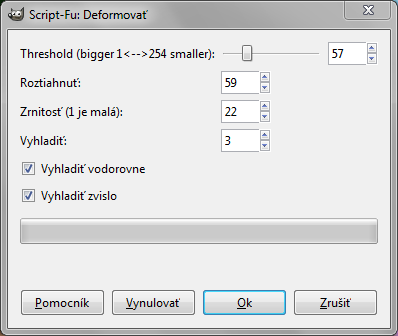 Script-Fu: Deformovať
Threshold (bigger 1<-->254 smaller): 57
Roztiahnuť: 59
Zrnitosť (1 je malá): 22
Vyhladiť: 3
Vyhladiť vodorovne
Vyhladiť zvislo
Pomocník Vynulovať Ok Zrušiť